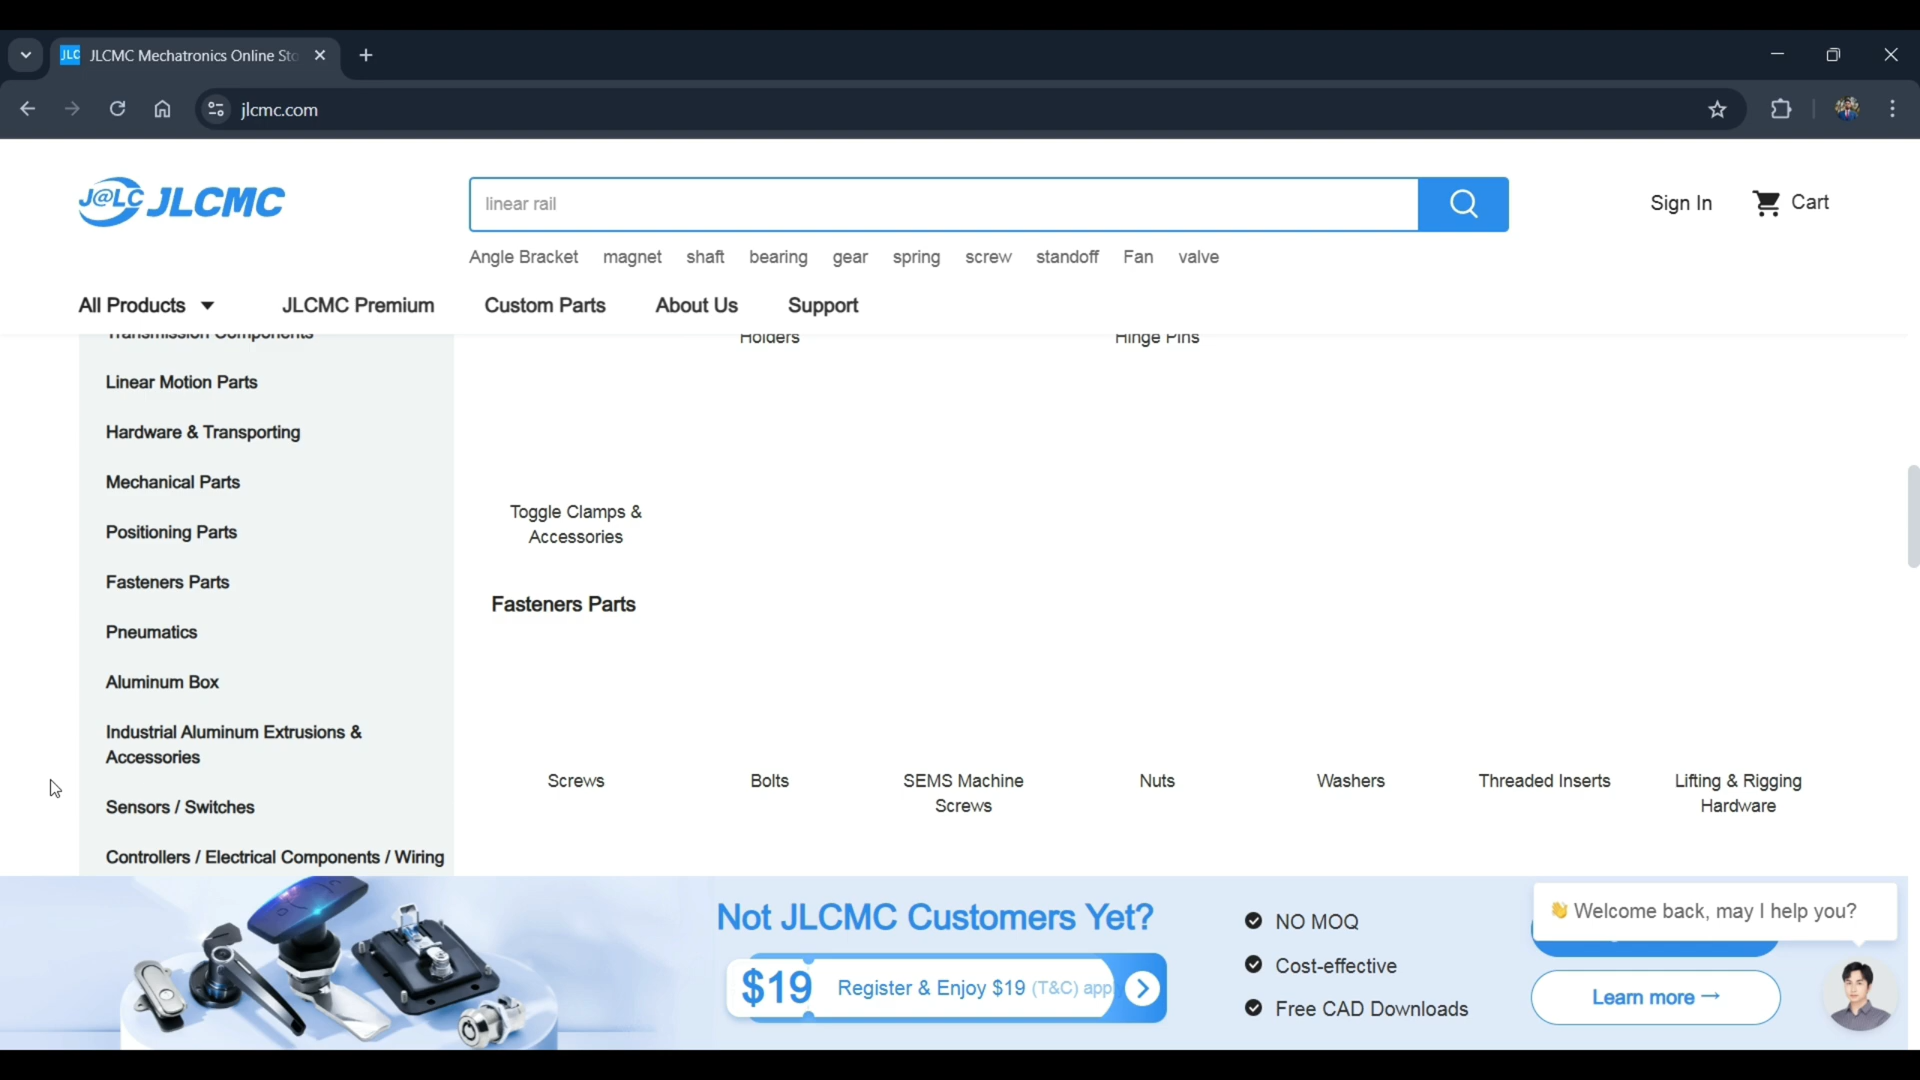 JLC JLCMC Mechatronics Online Sto
jlcmc.com
J@LC JLCMC
linear rail
Sign In
Cart
Angle Bracket magnet shaft bearing gear spring screw standoff Fan valve
All Products JLCMC Premium Custom Parts About Us Support
Transmission Components
Holders
Hinge Pins
Linear Motion Parts
Hardware & Transporting
Mechanical Parts
Positioning Parts
Fasteners Parts
Pneumatics
Aluminum Box
Industrial Aluminum Extrusions &
Accessories
Sensors / Switches
Controllers / Electrical Components / Wiring
Toggle Clamps &
Accessories
Fasteners Parts
Screws
Bolts
SEMS Machine
Screws
Nuts
Washers
Threaded Inserts
Lifting & Rigging
Hardware
Not JLCMC Customers Yet?
$19 Register & Enjoy $19 (T&C) app
NO MOQ
Cost-effective
Free CAD Downloads
👋 Welcome back, may I help you?
Learn more →